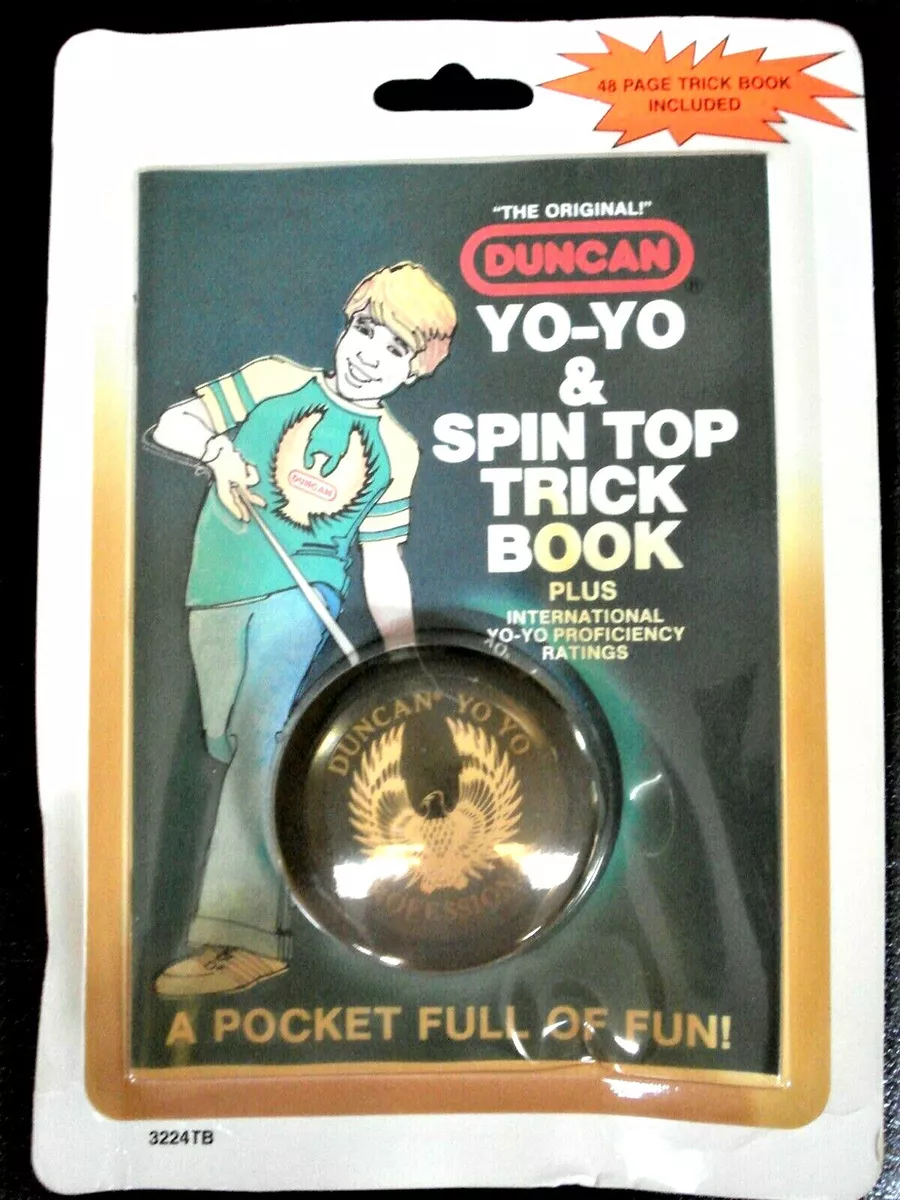 48 PAGE TRICK BOOK
INCLUDED
"THE ORIGINAL!"
DUNCAN®
YO-YO
&
SPIN TOP
TRICK
BOOK
PLUS
INTERNATIONAL
YO-YO PROFICIENCY
RATINGS
DUNCAN
DUNCAN® YO YO
PROFESSIONAL
A POCKET FULL OF FUN!
3224TB